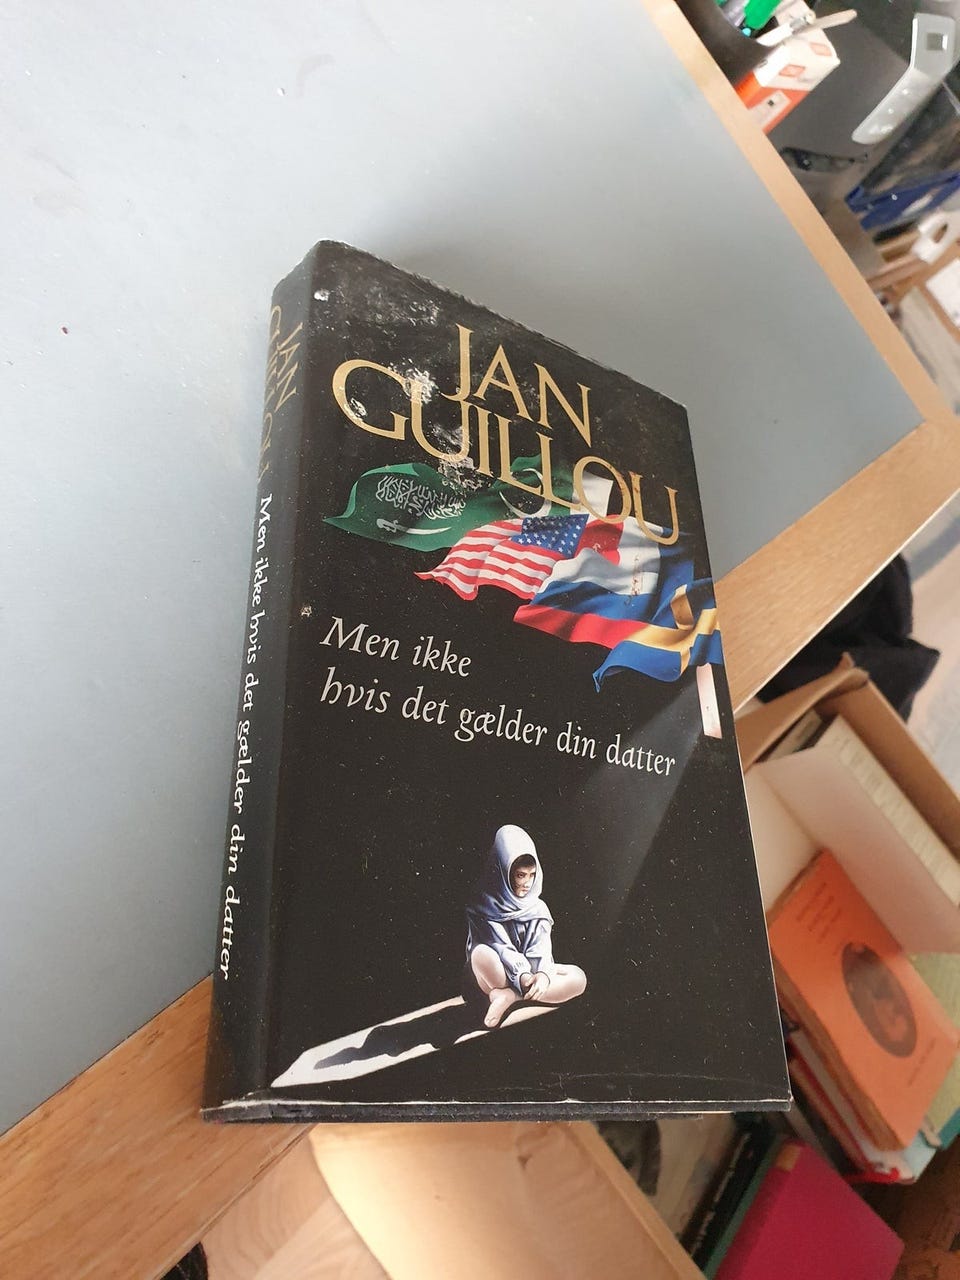 JAN
GUILLOU
Men ikke
hvis det gælder din datter
JAN
GUILLOU
Men ikke hvis det gælder din datter